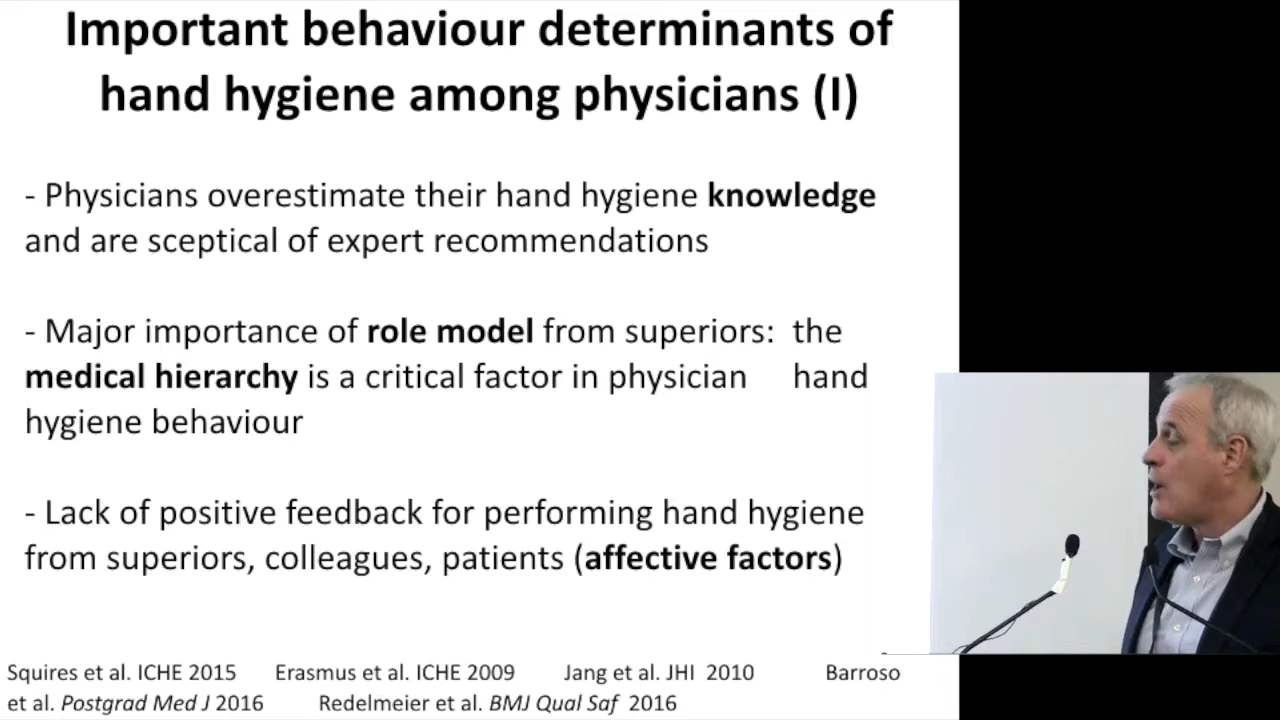 Important behaviour determinants of
hand hygiene among physicians (I)
- Physicians overestimate their hand hygiene knowledge
and are sceptical of expert recommendations
- Major importance of role model from superiors: the
medical hierarchy is a critical factor in physician hand
hygiene behaviour
- Lack of positive feedback for performing hand hygiene
from superiors, colleagues, patients (affective factors)
Squires et al. ICHE 2015 Erasmus et al. ICHE 2009 Jang et al. JHI 2010 Barroso
et al. Postgrad Med J 2016 Redelmeier et al. BMJ Qual Saf 2016